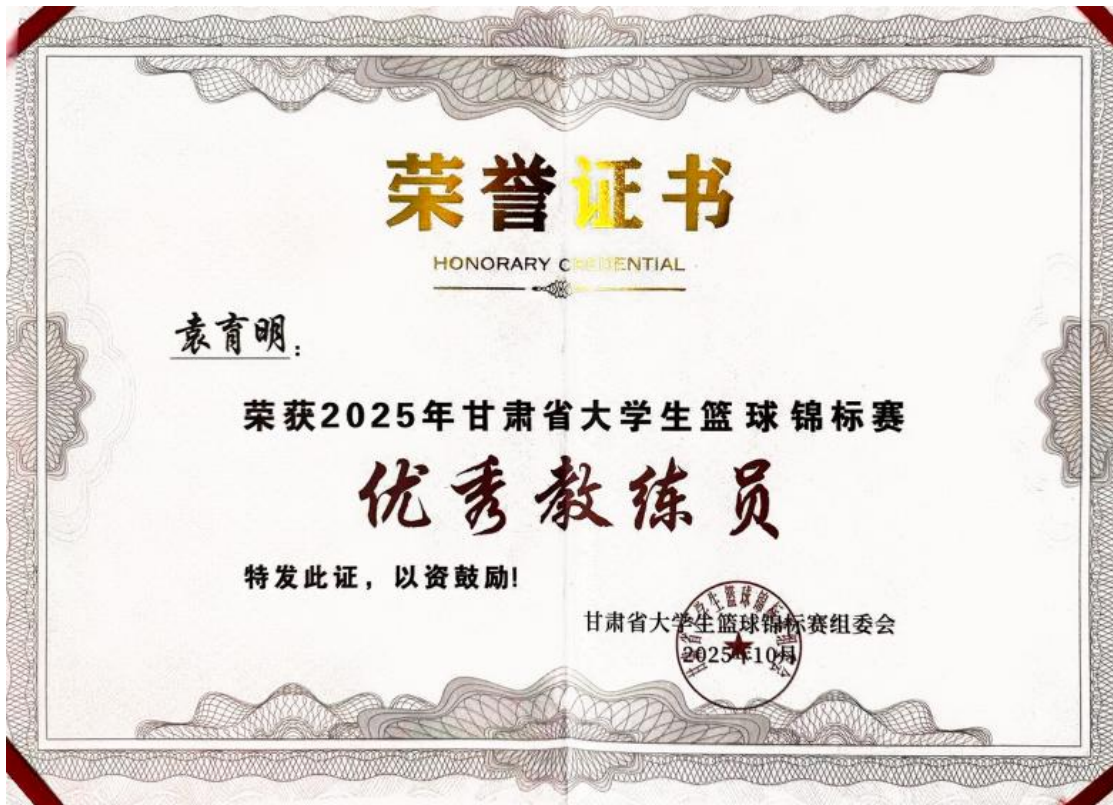 荣誉证书
HONORARY CREDENTIAL
袁育明：
荣获2025年甘肃省大学生篮球锦标赛
优秀教练员
特发此证，以资鼓励!
甘肃省大学生篮球锦标赛组委会
2025年10月